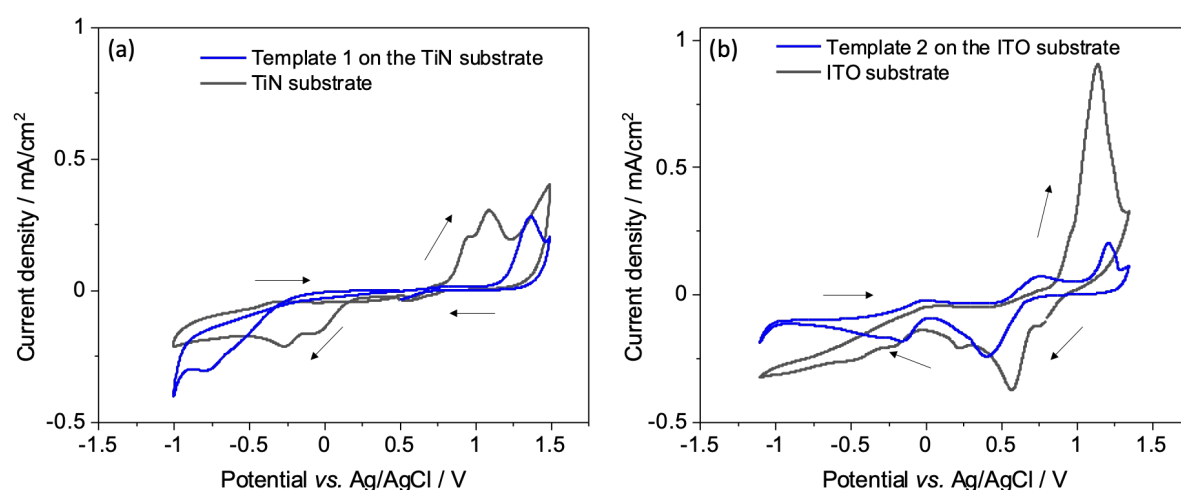 (a)
Template 1 on the TiN substrate
TiN substrate
Current density / mA/cm²
1
0.5
0
-0.5
-1.5
-1
-0.5
0
0.5
1
1.5
Potential vs. Ag/AgCl / V
(b)
Template 2 on the ITO substrate
ITO substrate
Current density / mA/cm²
1
0.5
0
-0.5
-1.5
-1
-0.5
0
0.5
1
1.5
Potential vs. Ag/AgCl / V